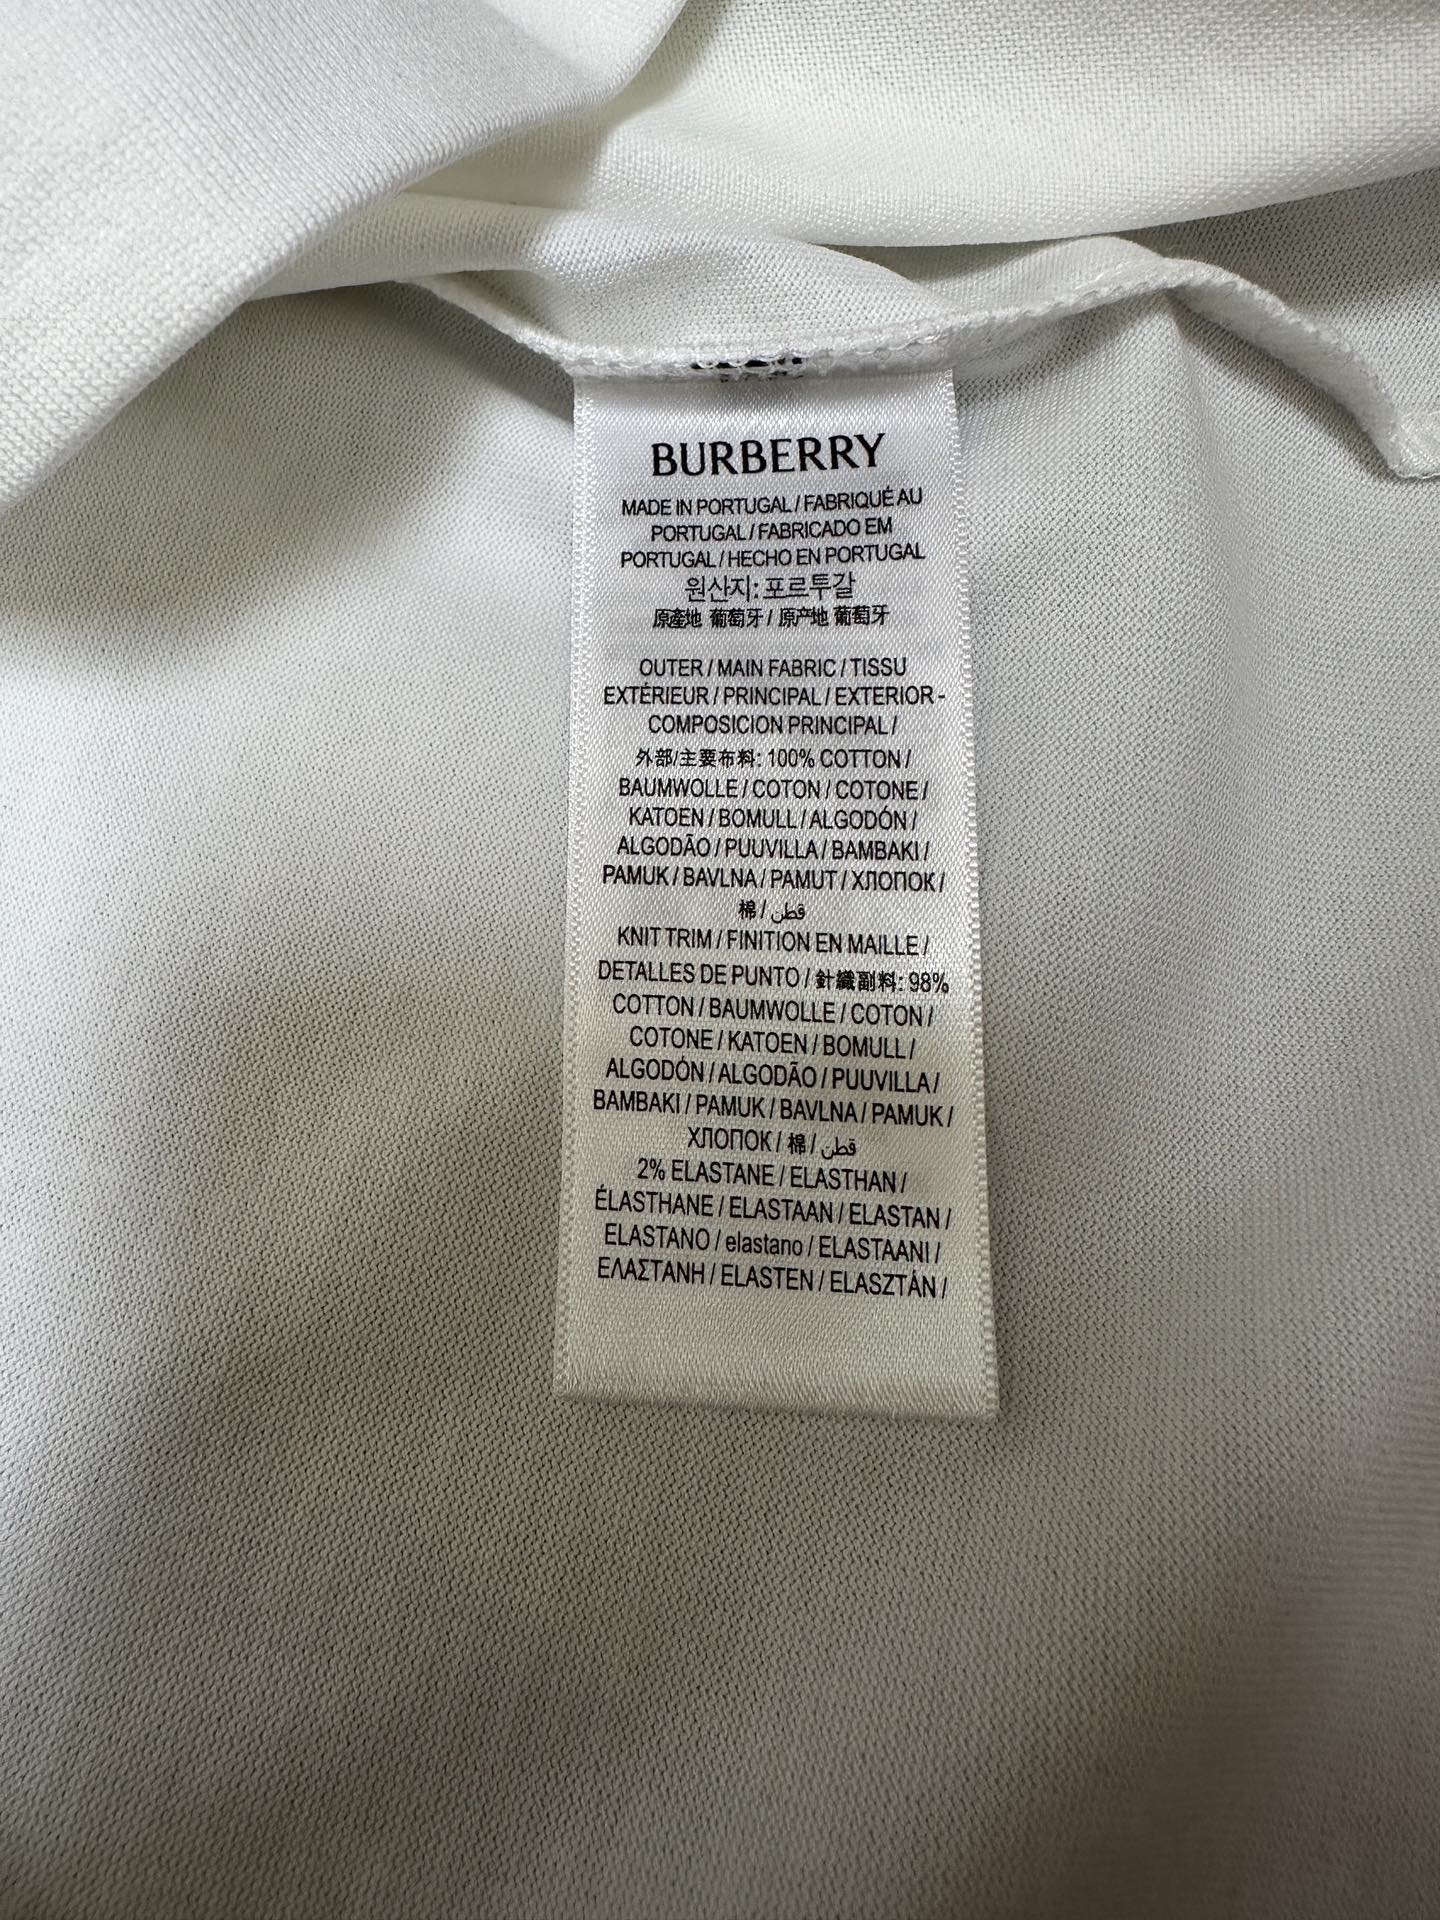 BURBERRY
MADE IN PORTUGAL / FABRIQUÉ AU
PORTUGAL / FABRICADO EM
PORTUGAL / HECHO EN PORTUGAL
원산지: 포르투갈
原產地 葡萄牙 / 原产地 葡萄牙
OUTER / MAIN FABRIC / TISSU
EXTÉRIEUR / PRINCIPAL / EXTERIOR -
COMPOSICION PRINCIPAL /
外部/主要布料: 100% COTTON /
BAUMWOLLE / COTON / COTONE /
KATOEN / BOMULL / ALGODÓN /
ALGODÃO / PUUVILLA / BAMBAKI /
PAMUK / BAVLNA / PAMUT / ХЛОПОК /
棉 / قطن
KNIT TRIM / FINITION EN MAILLE /
DETALLES DE PUNTO / 針織副料: 98%
COTTON / BAUMWOLLE / COTON /
COTONE / KATOEN / BOMULL /
ALGODÓN / ALGODÃO / PUUVILLA /
BAMBAKI / PAMUK / BAVLNA / PAMUK /
ХЛОПОК / 棉 / قطن
2% ELASTANE / ELASTHAN /
ÉLASTHANE / ELASTAAN / ELASTAN /
ELASTANO / elastano / ELASTAANI /
ΕΛΑΣΤΑΝΗ / ELASTEN / ELASZTÁN /